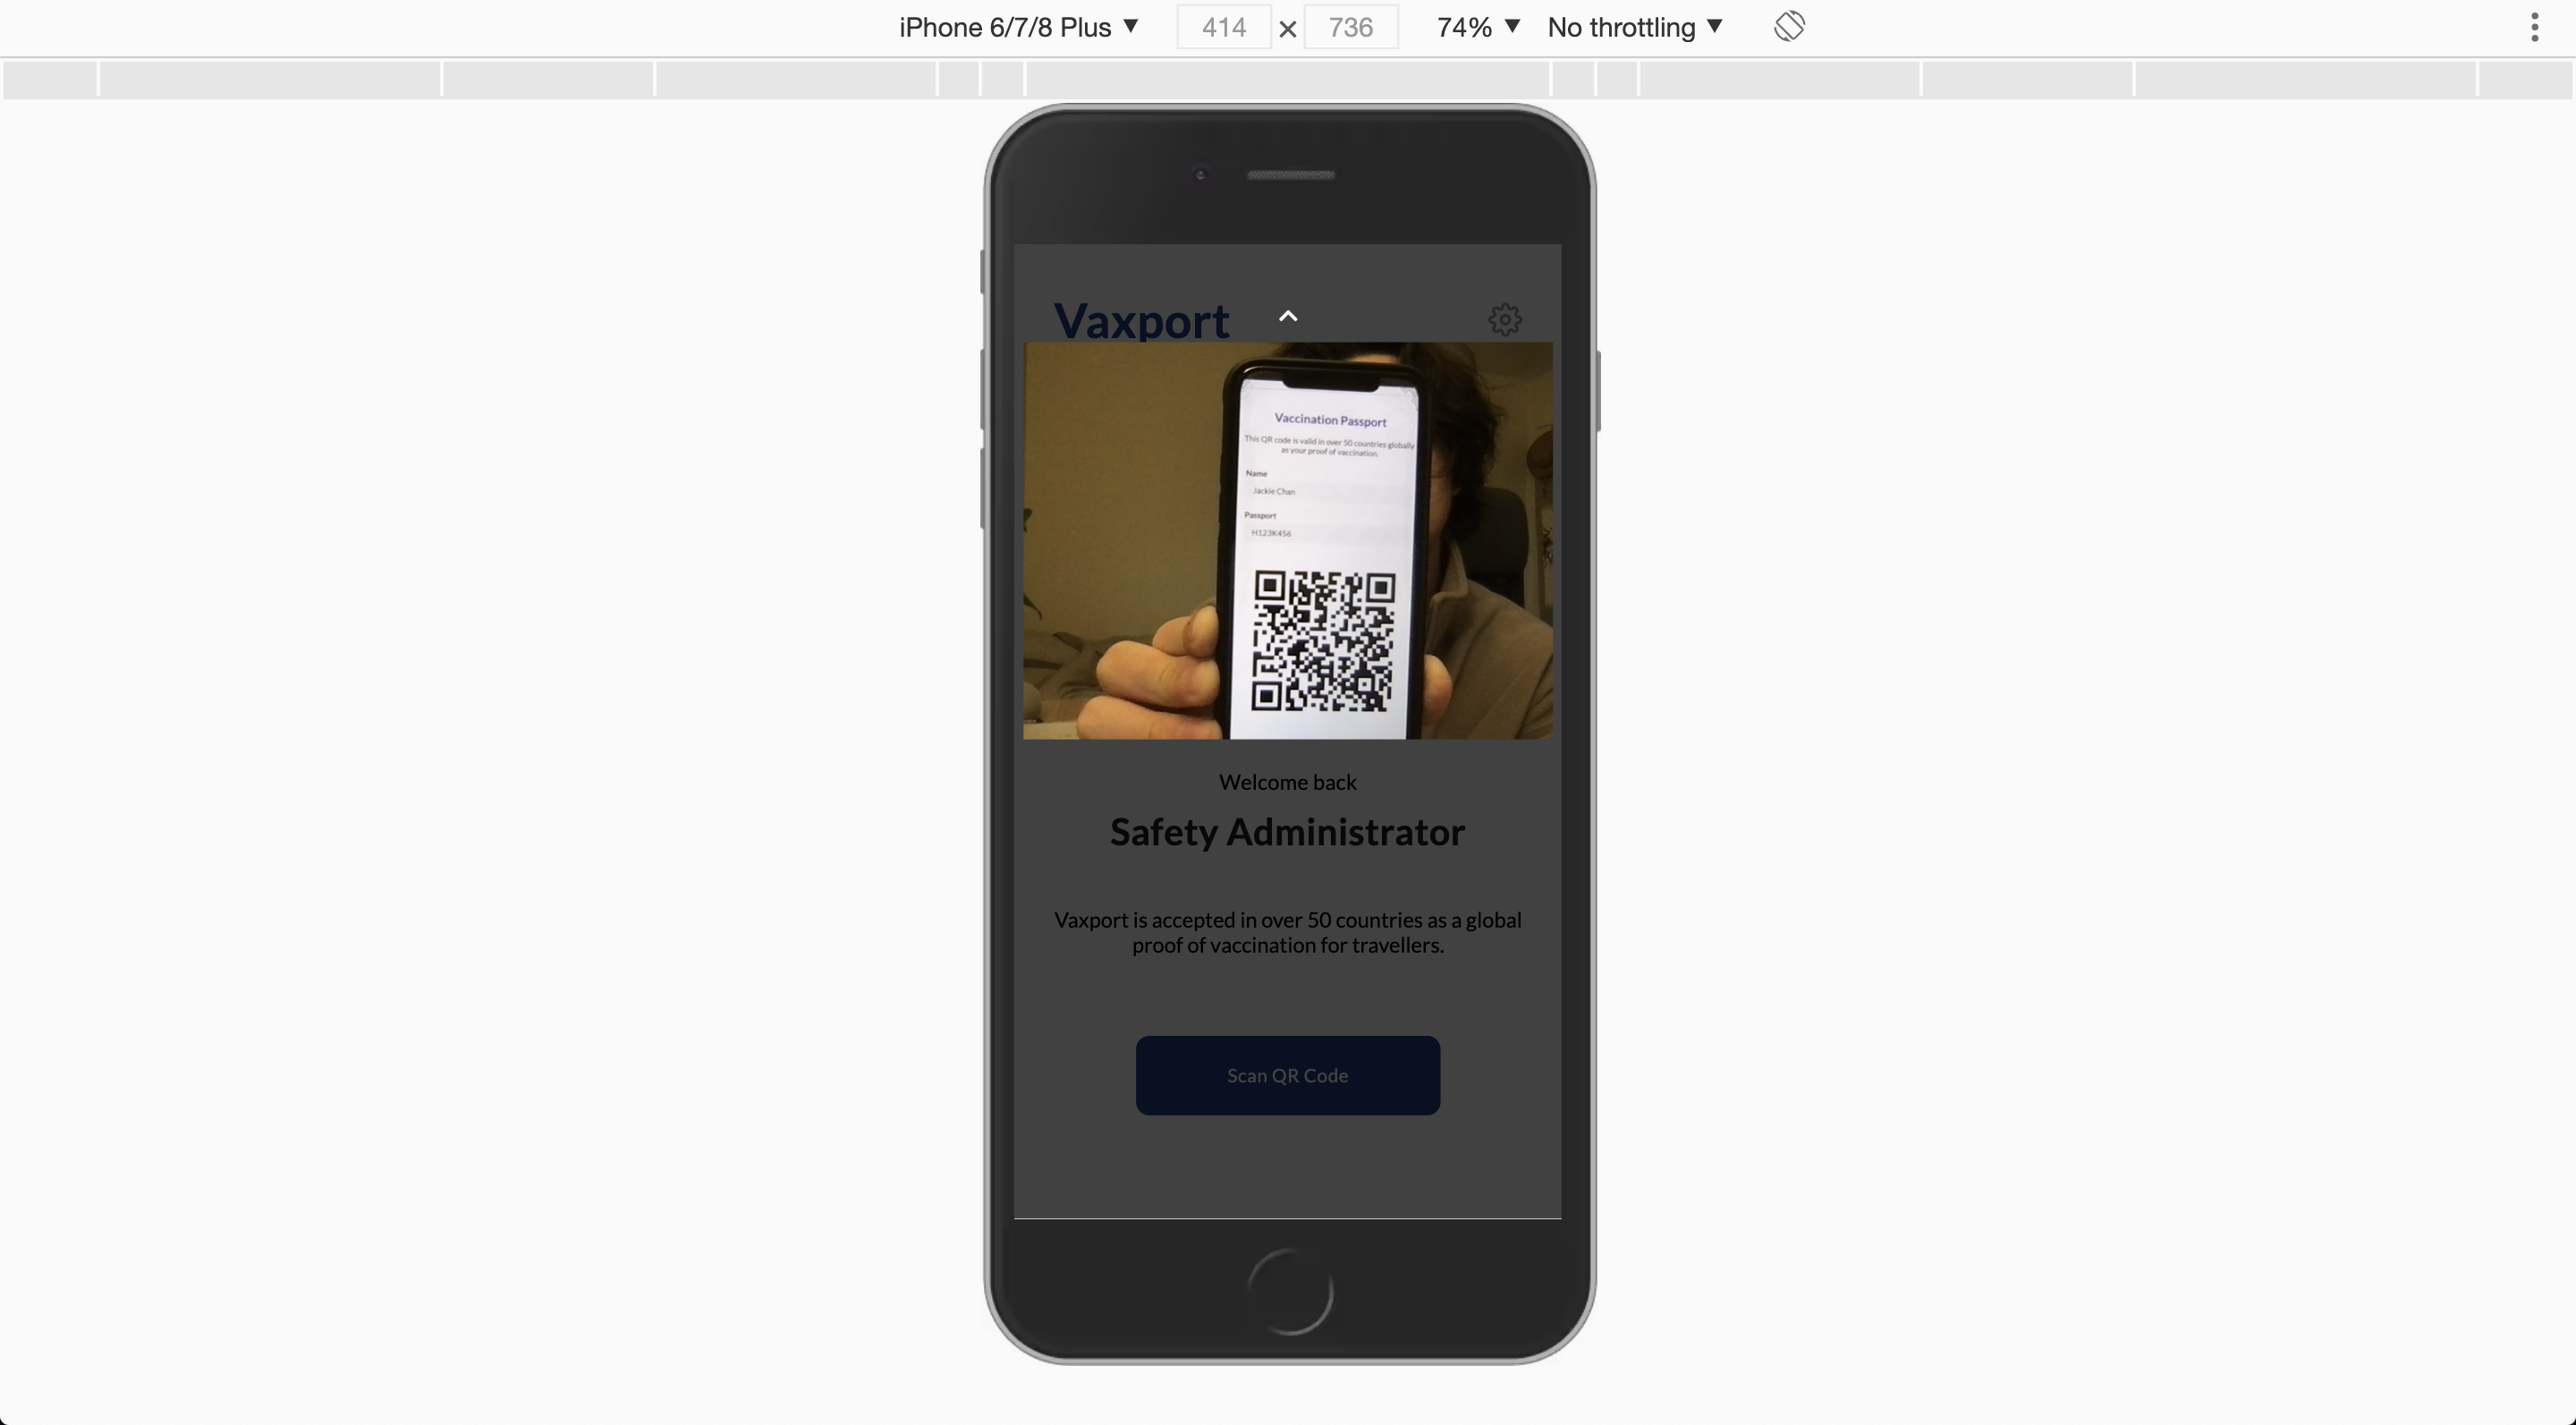 iPhone 6/7/8 Plus ▼ 414 × 736 74% ▼ No throttling ▼
Vaxport
Vaccination Passport
This QR code is valid in over 50 countries globally
as your proof of vaccination.
Name
Jackie Chan
Passport
H123K456
Welcome back
Safety Administrator
Vaxport is accepted in over 50 countries as a global
proof of vaccination for travellers.
Scan QR Code